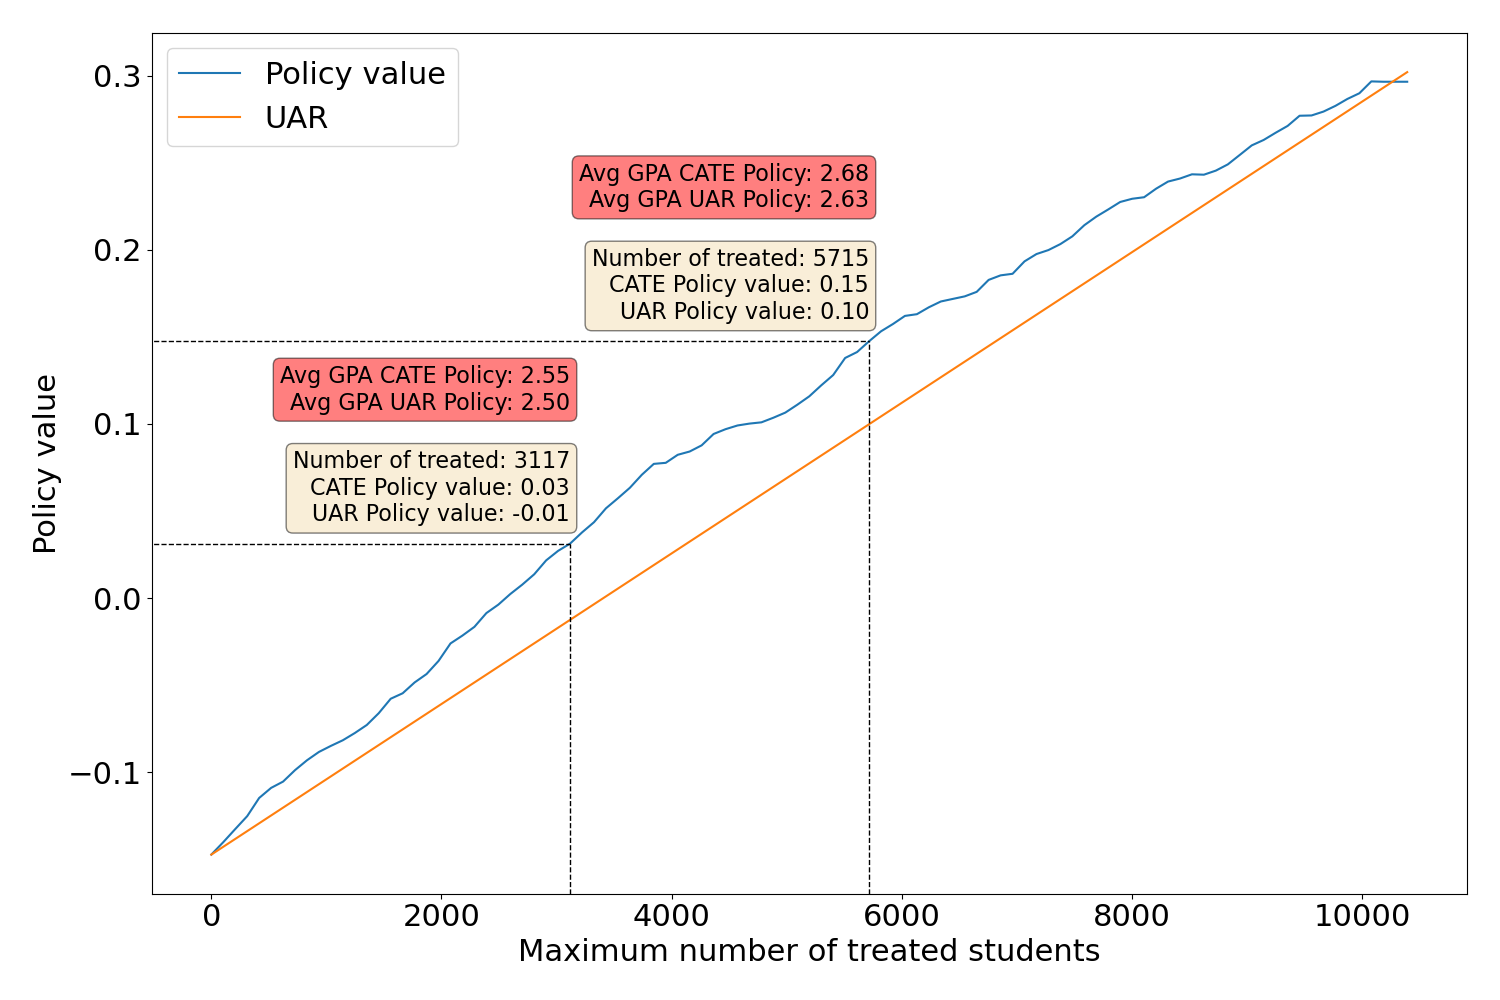 Policy value
UAR
Avg GPA CATE Policy: 2.68
Avg GPA UAR Policy: 2.63
Number of treated: 5715
CATE Policy value: 0.15
UAR Policy value: 0.10
Avg GPA CATE Policy: 2.55
Avg GPA UAR Policy: 2.50
Number of treated: 3117
CATE Policy value: 0.03
UAR Policy value: -0.01
Policy value
0.3
0.2
0.1
0.0
−0.1
0 2000 4000 6000 8000 10000
Maximum number of treated students